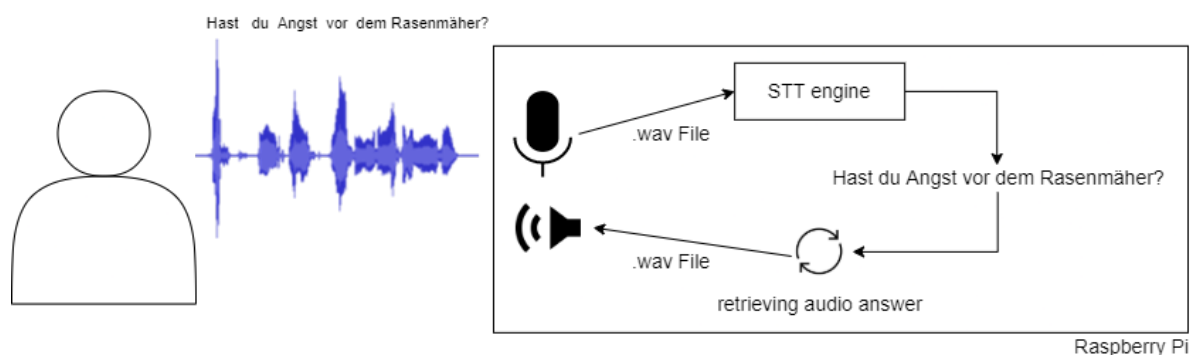 Hast du Angst vor dem Rasenmäher?
STT engine
.wav File
Hast du Angst vor dem Rasenmäher?
.wav File
retrieving audio answer
Raspberry Pi